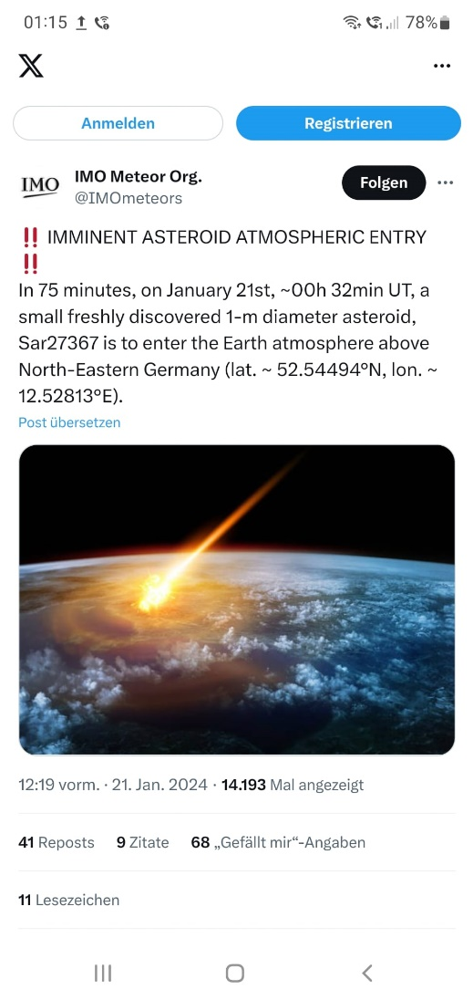 01:15 78%
X
Anmelden Registrieren
IMO IMO Meteor Org. Folgen
@IMOmeteors
‼️ IMMINENT ASTEROID ATMOSPHERIC ENTRY
‼️
In 75 minutes, on January 21st, ~00h 32min UT, a
small freshly discovered 1-m diameter asteroid,
Sar27367 is to enter the Earth atmosphere above
North-Eastern Germany (lat. ~ 52.54494°N, lon. ~
12.52813°E).
Post übersetzen
12:19 vorm. · 21. Jan. 2024 · 14.193 Mal angezeigt
41 Reposts 9 Zitate 68 „Gefällt mir“-Angaben
11 Lesezeichen